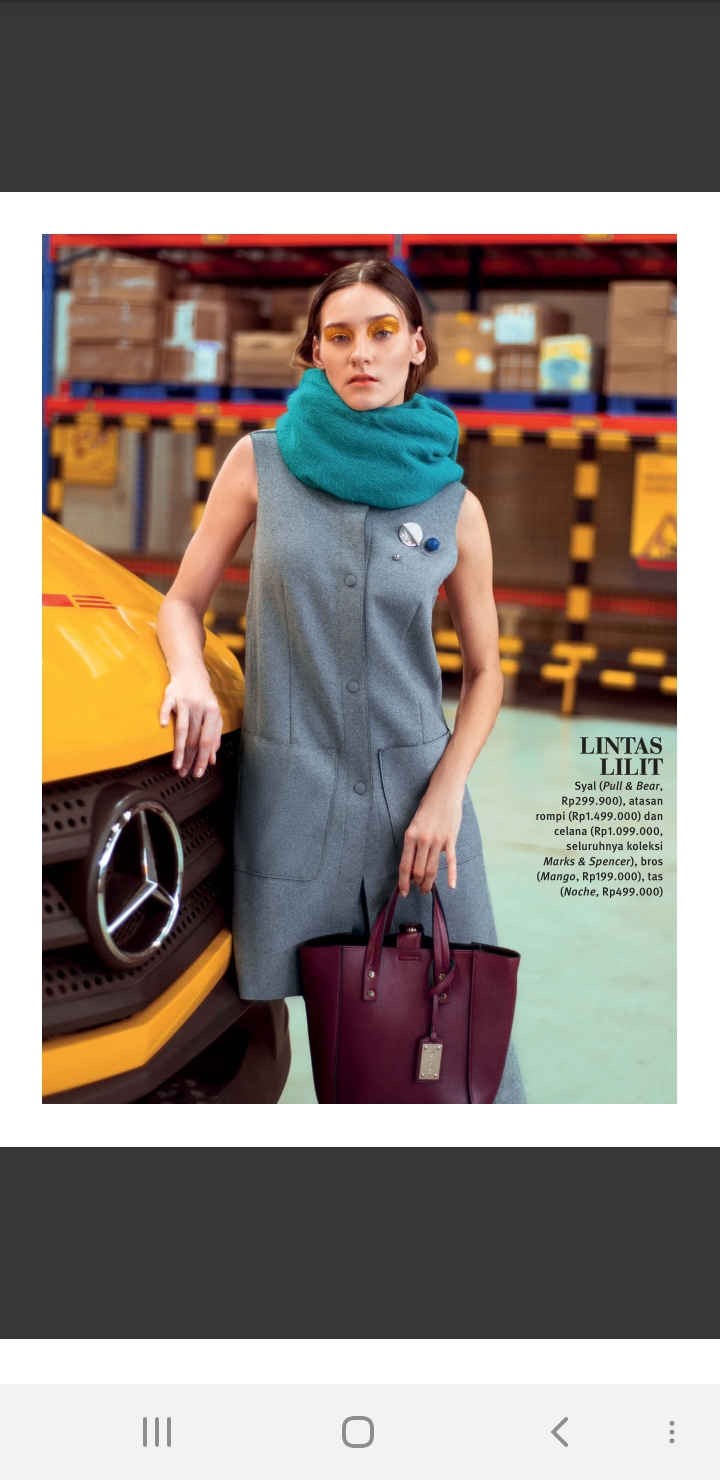 LINTAS
LILIT
Syal (Pull & Bear,
Rp299.900), atasan
rompi (Rp1.499.000) dan
celana (Rp1.099.000,
seluruhnya koleksi
Marks & Spencer), bros
(Mango, Rp199.000), tas
(Noche, Rp499.000)